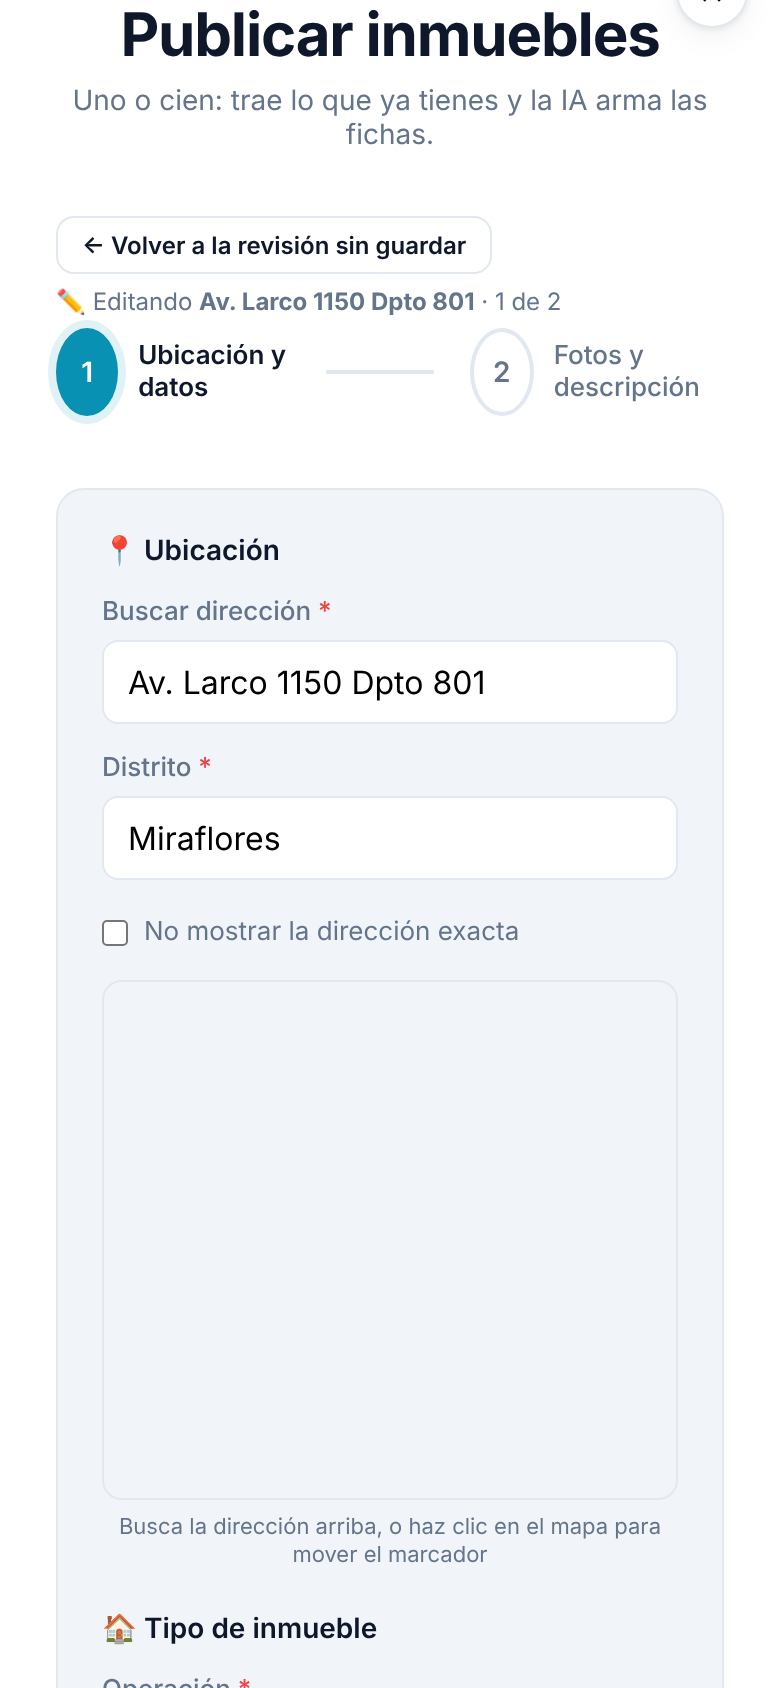 Publicar inmuebles
Uno o cien: trae lo que ya tienes y la IA arma las
fichas.
← Volver a la revisión sin guardar
✏️ Editando Av. Larco 1150 Dpto 801 · 1 de 2
1 Ubicación y
datos
2 Fotos y
descripción
📍 Ubicación
Buscar dirección *
Av. Larco 1150 Dpto 801
Distrito *
Miraflores
No mostrar la dirección exacta
Busca la dirección arriba, o haz clic en el mapa para
mover el marcador
🏠 Tipo de inmueble
Operación *